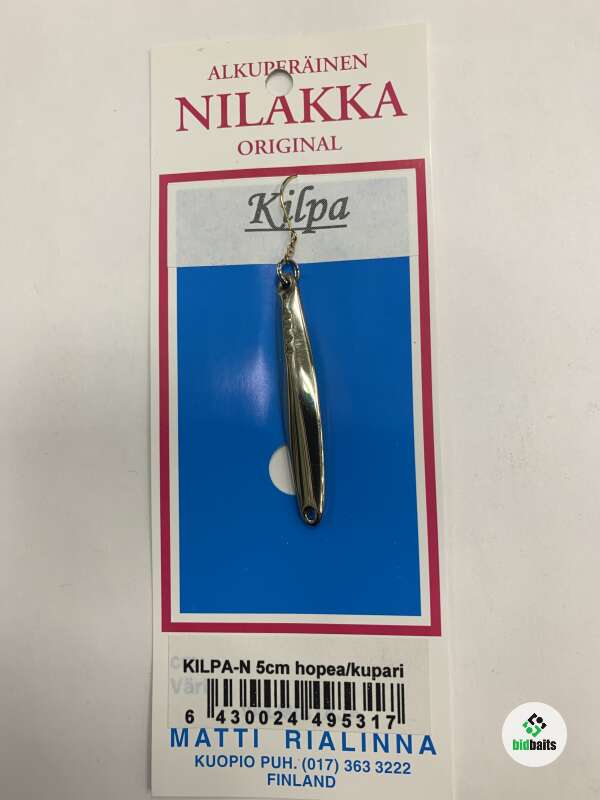 ALKUPERÄINEN
NILAKKA
ORIGINAL
Kilpa
KILPA-N 5cm hopea/kupari
6 430024 495317
MATTI RIALINNA
KUOPIO PUH. (017) 363 3222
FINLAND
bidbaits